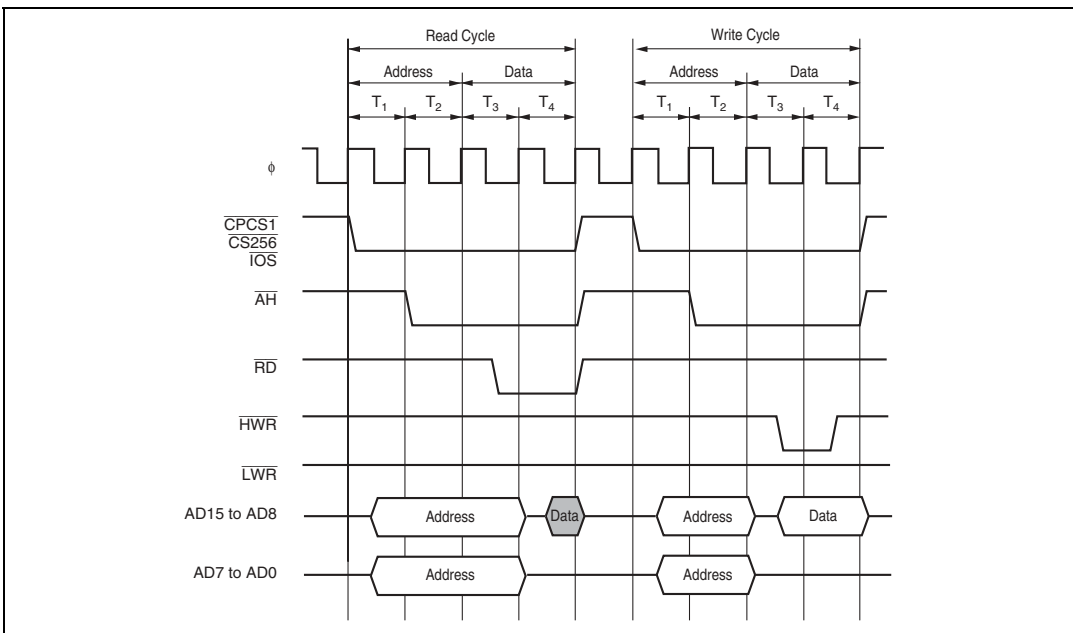 Read Cycle Write Cycle
Address Data Address Data
T1 T2 T3 T4 T1 T2 T3 T4
ϕ
CPCS1
CS256
IOS
AH
RD
HWR
LWR
AD15 to AD8 Address Data Address Data
AD7 to AD0 Address Address